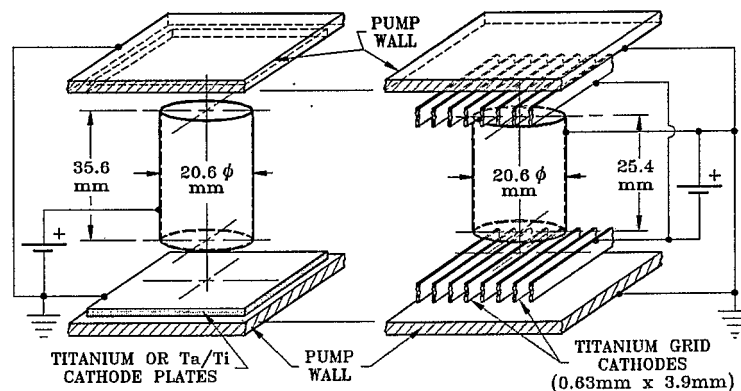 PUMP
WALL
35.6
mm
20.6 ϕ
mm
+
20.6 ϕ
mm
25.4
mm
+
TITANIUM OR Ta/Ti
CATHODE PLATES
PUMP
WALL
TITANIUM GRID
CATHODES
(0.63mm x 3.9mm)